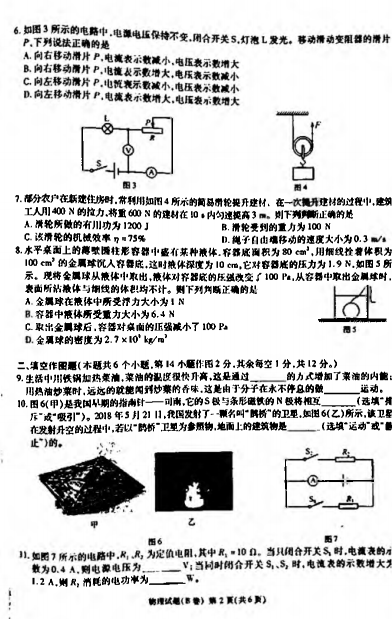 6. 如图3所示的电路中,电源电压保持不变,闭合开关S,灯泡L发光。移动滑动变阻器的滑片
P,下列说法正确的是
A. 向右移动滑片P,电流表示数减小,电压表示数增大
B. 向右移动滑片P,电流表示数增大,电压表示数减小
C. 向左移动滑片P,电流表示数减小,电压表示数减小
D. 向左移动滑片P,电流表示数增大,电压表示数增大
L
P
R
V
S
A
F
图3
图4
7. 部分农户在新建住房时,常利用如图4所示的简易滑轮提升建材。在一次提升建材的过程中,建筑
工人用400 N的拉力,将重600 N的建材在10 s内匀速提高3 m。则下列判断正确的是
A. 滑轮所做的有用功为1200 J
B. 滑轮受到的重力为100 N
C. 该滑轮的机械效率η=75%
D. 绳子自由端移动的速度大小为0.3 m/s
8. 水平桌面上的薄壁圆柱形容器中盛有某种液体,容器底面积为80 cm²,用细线拴着体积为
100 cm³的金属球沉入容器底,这时液体深度为10 cm,它对容器底的压力为1.9 N,如图5所
示。现将金属球从液体中取出,液体对容器底的压强改变了100 Pa,从容器中取出金属球时,
表面所沾液体与细线的体积均不计。则下列判断正确的是
A. 金属球在液体中所受浮力大小为1 N
B. 容器中液体所受重力大小为6.4 N
C. 取出金属球后,容器对桌面的压强减小了100 Pa
D. 金属球的密度为2.7×10³ kg/m³
图5
二、填空作图题(本题共6个小题,第14小题作图2分,其余每空1分,共12分。)
9. 生活中用铁锅加热菜油,菜油的温度很快升高,这是通过______的方式增加了菜油的内能;
用热油炒菜时,远远的就能闻到炒菜的香味,这是由于分子在永不停息的做______运动。
10. 图6(甲)是我国早期的指南针——司南,它的S极与条形磁铁的N极将相互______(选填“排
斥”或“吸引”)。2018年5月21日,我国发射了一颗名叫“鹊桥”的卫星,如图6(乙)所示,该卫星
在发射升空的过程中,若以“鹊桥”卫星为参照物,地面上的建筑物是______(选填“运动”或“静
止”)的。
甲
乙
图6
S₂
R₂
A
S₁
R₁
图7
11. 如图7所示的电路中,R₁、R₂为定值电阻,其中R₁=10 Ω。当只闭合开关S₁时,电流表的示
数为0.4 A,则电源电压为______V;当同时闭合开关S₁、S₂时,电流表的示数增大为
1.2 A,则R₂消耗的电功率为______W。
物理试题(B卷) 第2页(共6页)